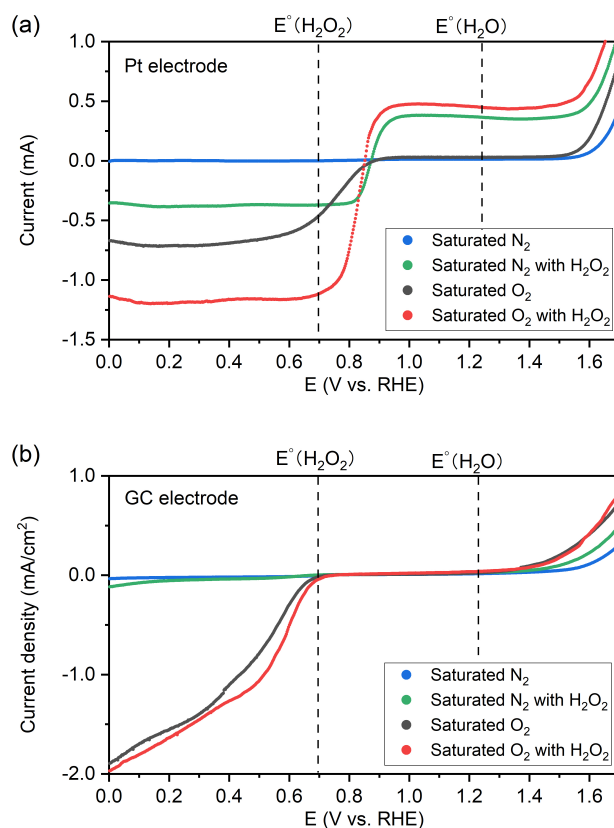 (a)
E°(H₂O₂)
E°(H₂O)
1.0
Pt electrode
0.5
0.0
-0.5
-1.0
-1.5
Current (mA)
Saturated N₂
Saturated N₂ with H₂O₂
Saturated O₂
Saturated O₂ with H₂O₂
0.0 0.2 0.4 0.6 0.8 1.0 1.2 1.4 1.6
E (V vs. RHE)
(b)
E°(H₂O₂)
E°(H₂O)
1.0
GC electrode
0.0
-1.0
-2.0
Current density (mA/cm²)
Saturated N₂
Saturated N₂ with H₂O₂
Saturated O₂
Saturated O₂ with H₂O₂
0.0 0.2 0.4 0.6 0.8 1.0 1.2 1.4 1.6
E (V vs. RHE)